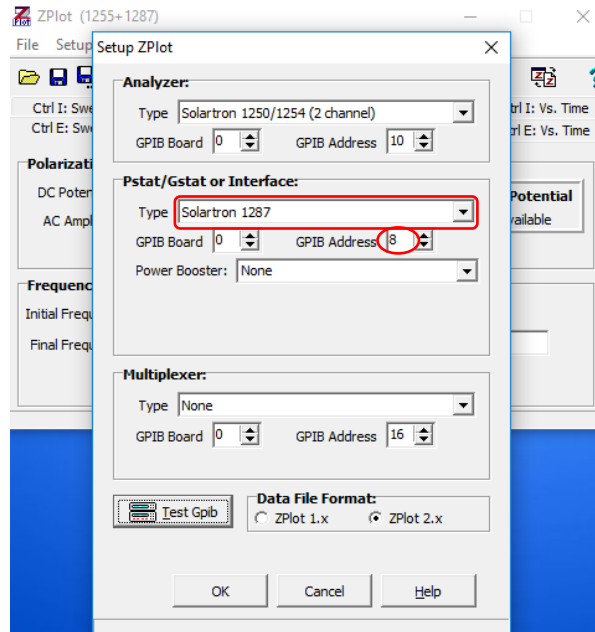 ZPlot (1255+1287)
File Setup
Setup ZPlot
Ctrl I: Swe
Ctrl E: Swe
trl I: Vs. Time
trl E: Vs. Time
Analyzer:
Type Solartron 1250/1254 (2 channel)
GPIB Board 0 GPIB Address 10
Polarizati
DC Poten
AC Ampl
Potential
vailable
Pstat/Gstat or Interface:
Type Solartron 1287
GPIB Board 0 GPIB Address 8
Power Booster: None
Frequenc
Initial Frequ
Final Frequ
Multiplexer:
Type None
GPIB Board 0 GPIB Address 16
Test Gpib
Data File Format:
ZPlot 1.x ZPlot 2.x
OK Cancel Help